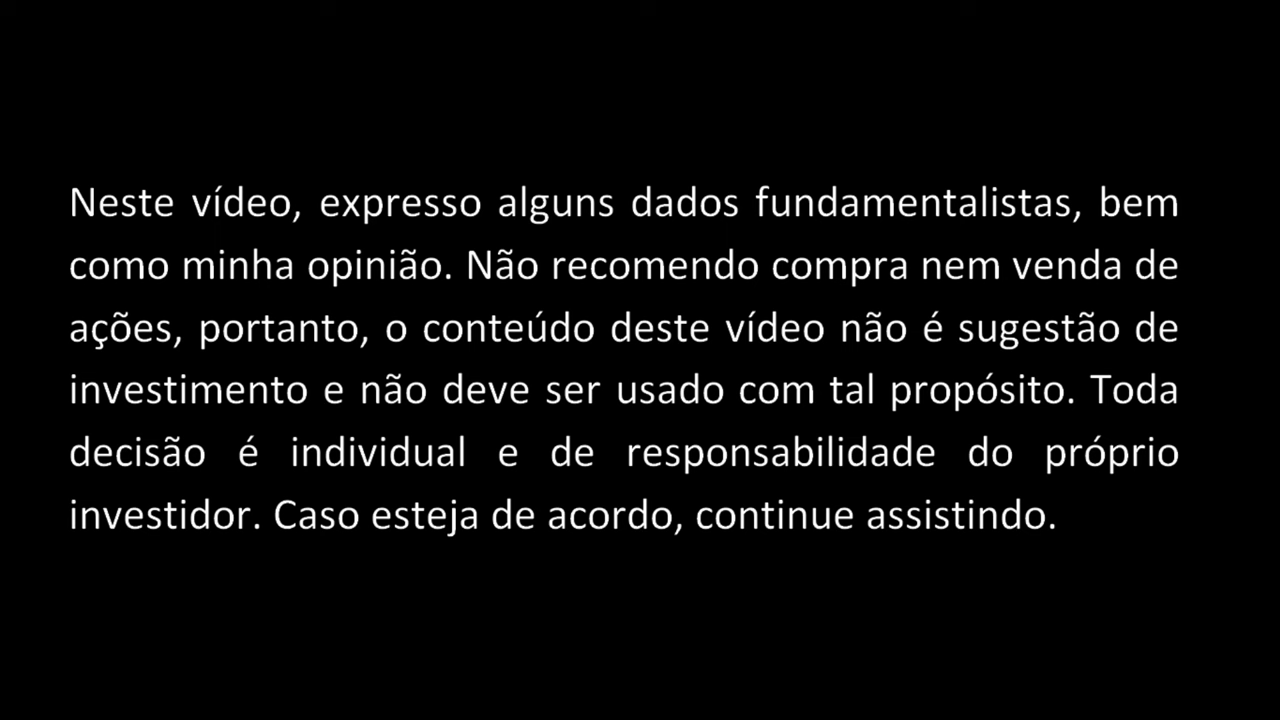 Neste vídeo, expresso alguns dados fundamentalistas, bem
como minha opinião. Não recomendo compra nem venda de
ações, portanto, o conteúdo deste vídeo não é sugestão de
investimento e não deve ser usado com tal propósito. Toda
decisão é individual e de responsabilidade do próprio
investidor. Caso esteja de acordo, continue assistindo.